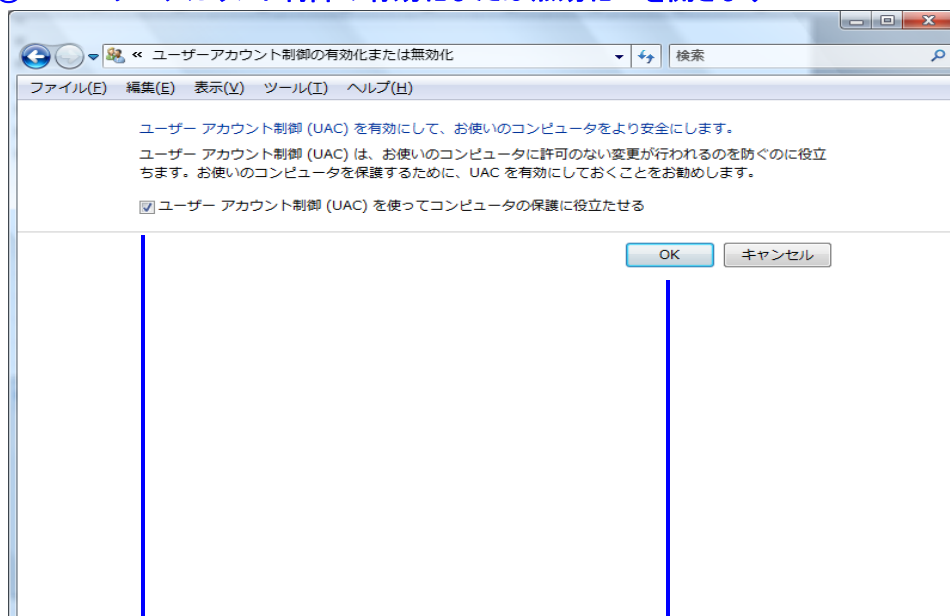 « ユーザーアカウント制御の有効化または無効化
検索
ファイル(F) 編集(E) 表示(V) ツール(T) ヘルプ(H)
ユーザー アカウント制御 (UAC) を有効にして、お使いのコンピュータをより安全にします。
ユーザー アカウント制御 (UAC) は、お使いのコンピュータに許可のない変更が行われるのを防ぐのに役立
ちます。お使いのコンピュータを保護するために、UAC を有効にしておくことをお勧めします。
ユーザー アカウント制御 (UAC) を使ってコンピュータの保護に役立たせる
OK キャンセル